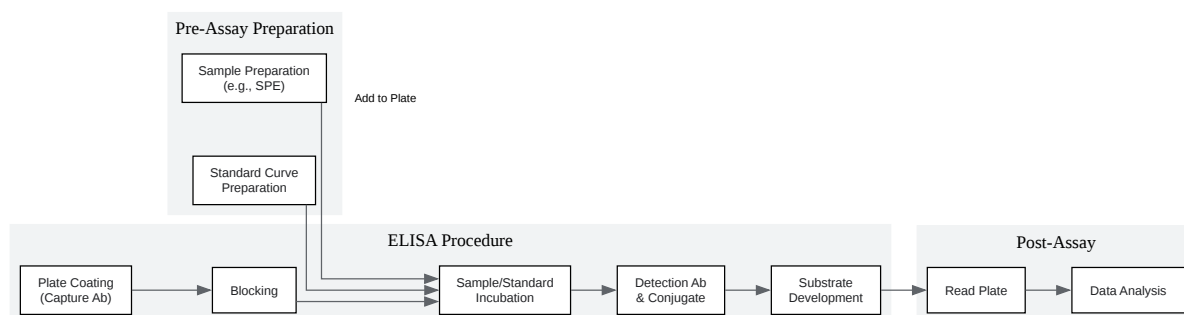 Pre-Assay Preparation
Sample Preparation
(e.g., SPE)
Add to Plate
Standard Curve
Preparation
ELISA Procedure
Post-Assay
Plate Coating
(Capture Ab)
Blocking
Sample/Standard
Incubation
Detection Ab
& Conjugate
Substrate
Development
Read Plate
Data Analysis